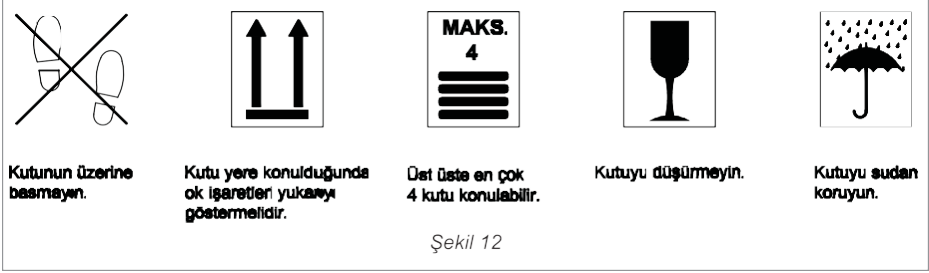 MAKS.
4
Kutunun üzerine
basmayın.
Kutu yere konulduğunda
ok işaretleri yukarıyı
göstermelidir.
Üst üste en çok
4 kutu konulabilir.
Kutuyu düşürmeyin.
Kutuyu sudan
koruyun.
Şekil 12